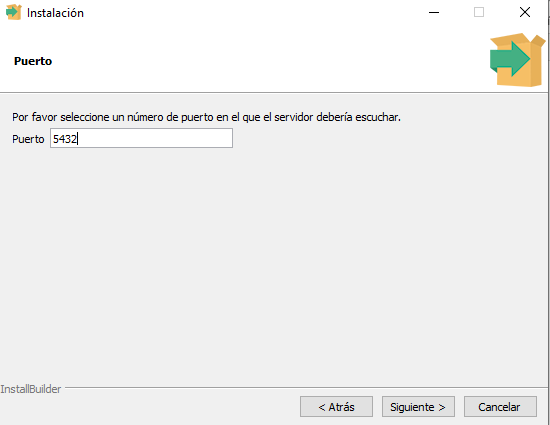 Instalación
Puerto
Por favor seleccione un número de puerto en el que el servidor debería escuchar.
Puerto 5432
InstallBuilder
< Atrás Siguiente > Cancelar